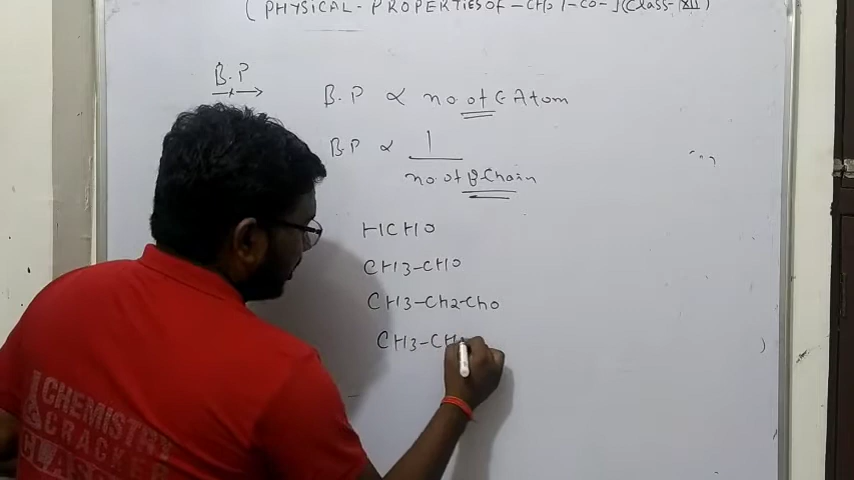 ( PHYSICAL - PROPERTIES OF - CHO / -CO- ] (Class-XII)
B.P
B.P ∝ no of C Atom
BP ∝ 1
no. of B Chain
HCHO
CH3-CHO
CH3-Ch2-Cho
CH3-CH
CHEMISTRY
CRACKER
CLASSES